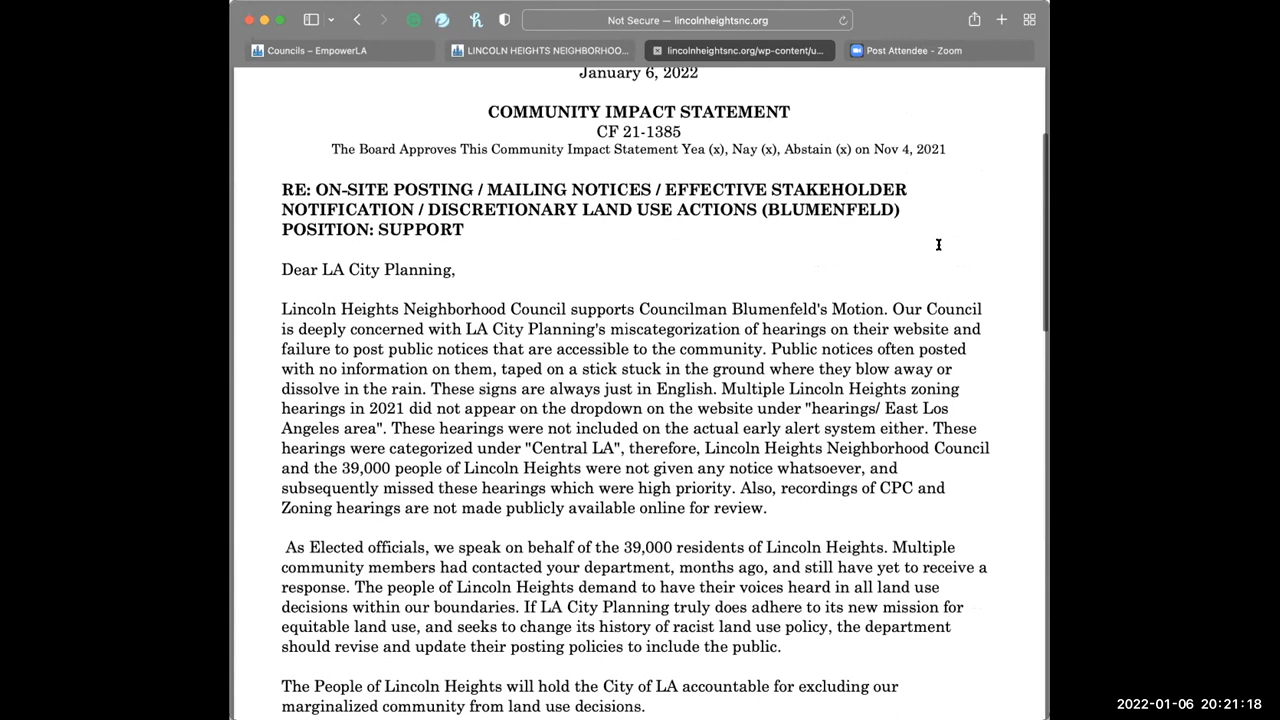 Not Secure — lincolnheightsnc.org
Councils – EmpowerLA
LINCOLN HEIGHTS NEIGHBORHOO...
lincolnheightsnc.org/wp-content/u...
Post Attendee - Zoom
January 6, 2022
COMMUNITY IMPACT STATEMENT
CF 21-1385
The Board Approves This Community Impact Statement Yea (x), Nay (x), Abstain (x) on Nov 4, 2021
RE: ON-SITE POSTING / MAILING NOTICES / EFFECTIVE STAKEHOLDER
NOTIFICATION / DISCRETIONARY LAND USE ACTIONS (BLUMENFELD)
POSITION: SUPPORT
Dear LA City Planning,
Lincoln Heights Neighborhood Council supports Councilman Blumenfeld's Motion. Our Council
is deeply concerned with LA City Planning's miscategorization of hearings on their website and
failure to post public notices that are accessible to the community. Public notices often posted
with no information on them, taped on a stick stuck in the ground where they blow away or
dissolve in the rain. These signs are always just in English. Multiple Lincoln Heights zoning
hearings in 2021 did not appear on the dropdown on the website under "hearings/ East Los
Angeles area". These hearings were not included on the actual early alert system either. These
hearings were categorized under "Central LA", therefore, Lincoln Heights Neighborhood Council
and the 39,000 people of Lincoln Heights were not given any notice whatsoever, and
subsequently missed these hearings which were high priority. Also, recordings of CPC and
Zoning hearings are not made publicly available online for review.
As Elected officials, we speak on behalf of the 39,000 residents of Lincoln Heights. Multiple
community members had contacted your department, months ago, and still have yet to receive a
response. The people of Lincoln Heights demand to have their voices heard in all land use
decisions within our boundaries. If LA City Planning truly does adhere to its new mission for
equitable land use, and seeks to change its history of racist land use policy, the department
should revise and update their posting policies to include the public.
The People of Lincoln Heights will hold the City of LA accountable for excluding our
marginalized community from land use decisions.
2022-01-06 20:21:18